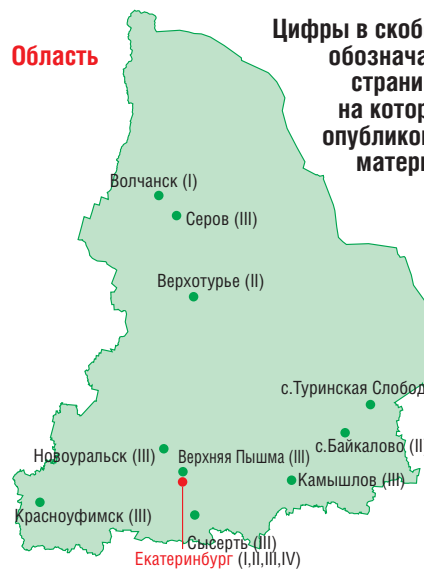 Область
Цифры в скоб
обознача
страни
на котор
опубликов
матери
Волчанск (I)
Серов (III)
Верхотурье (II)
с.Туринская Слобод
с.Байкалово (II
Новоуральск (III)
Верхняя Пышма (III)
Камышлов (III)
Красноуфимск (III)
Сысерть (III)
Екатеринбург (I,II,III,IV)